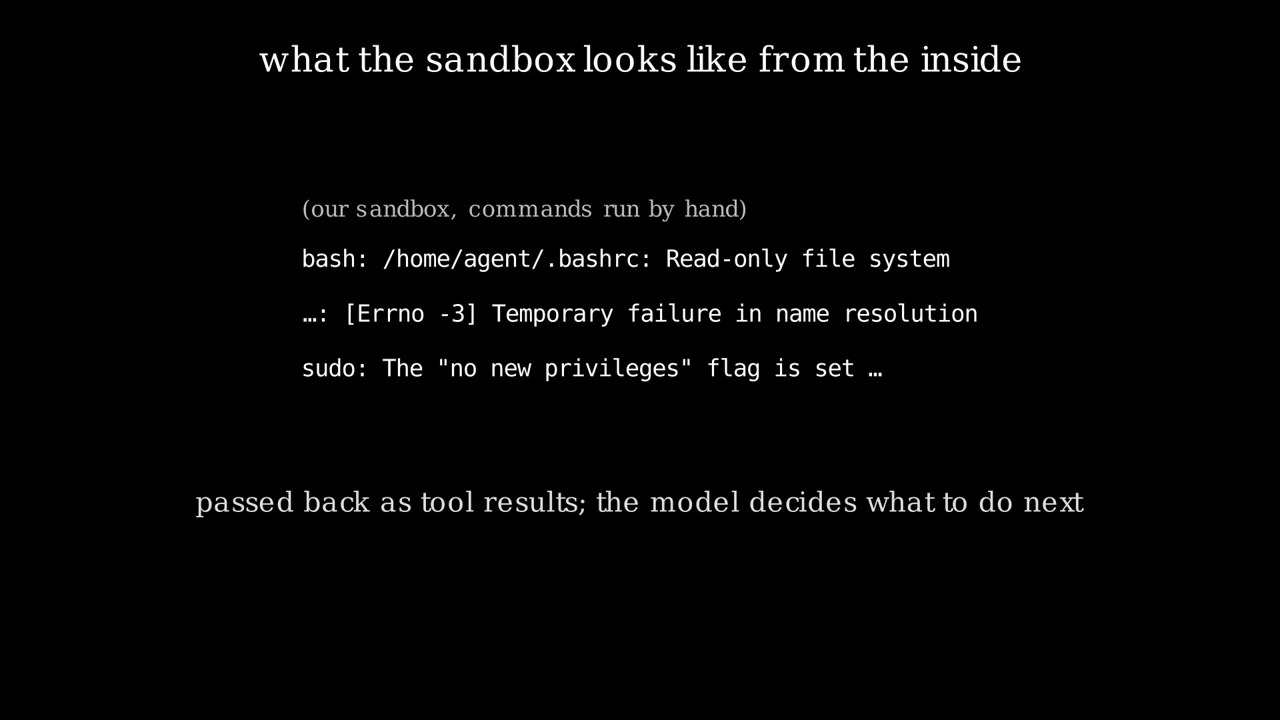 what the sandbox looks like from the inside
(our sandbox, commands run by hand)
bash: /home/agent/.bashrc: Read-only file system
…: [Errno -3] Temporary failure in name resolution
sudo: The "no new privileges" flag is set …
passed back as tool results; the model decides what to do next